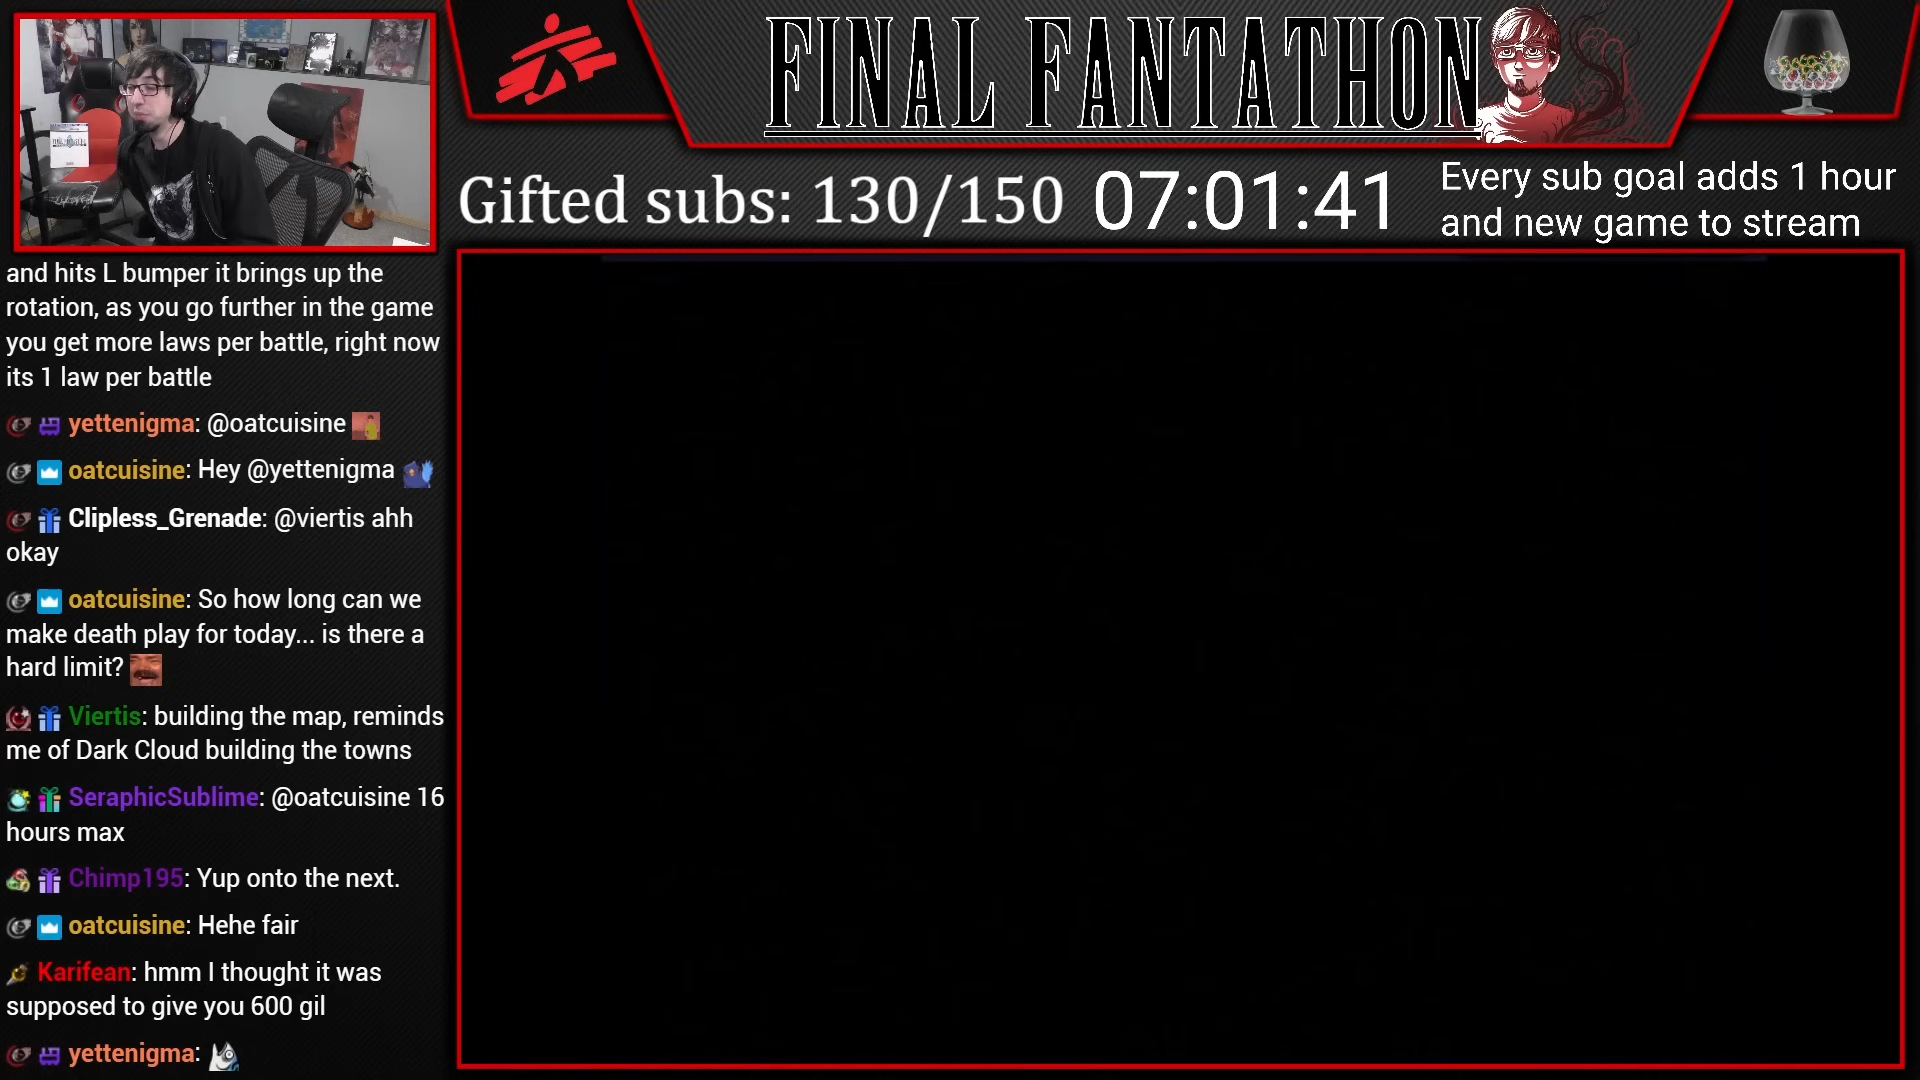 FINAL FANTATHON
Gifted subs: 130/150
07:01:41
Every sub goal adds 1 hour
and new game to stream
and hits L bumper it brings up the
rotation, as you go further in the game
you get more laws per battle, right now
its 1 law per battle
yettenigma: @oatcuisine
oatcuisine: Hey @yettenigma
Clipless_Grenade: @viertis ahh
okay
oatcuisine: So how long can we
make death play for today... is there a
hard limit?
Viertis: building the map, reminds
me of Dark Cloud building the towns
SeraphicSublime: @oatcuisine 16
hours max
Chimp195: Yup onto the next.
oatcuisine: Hehe fair
Karifean: hmm I thought it was
supposed to give you 600 gil
yettenigma: